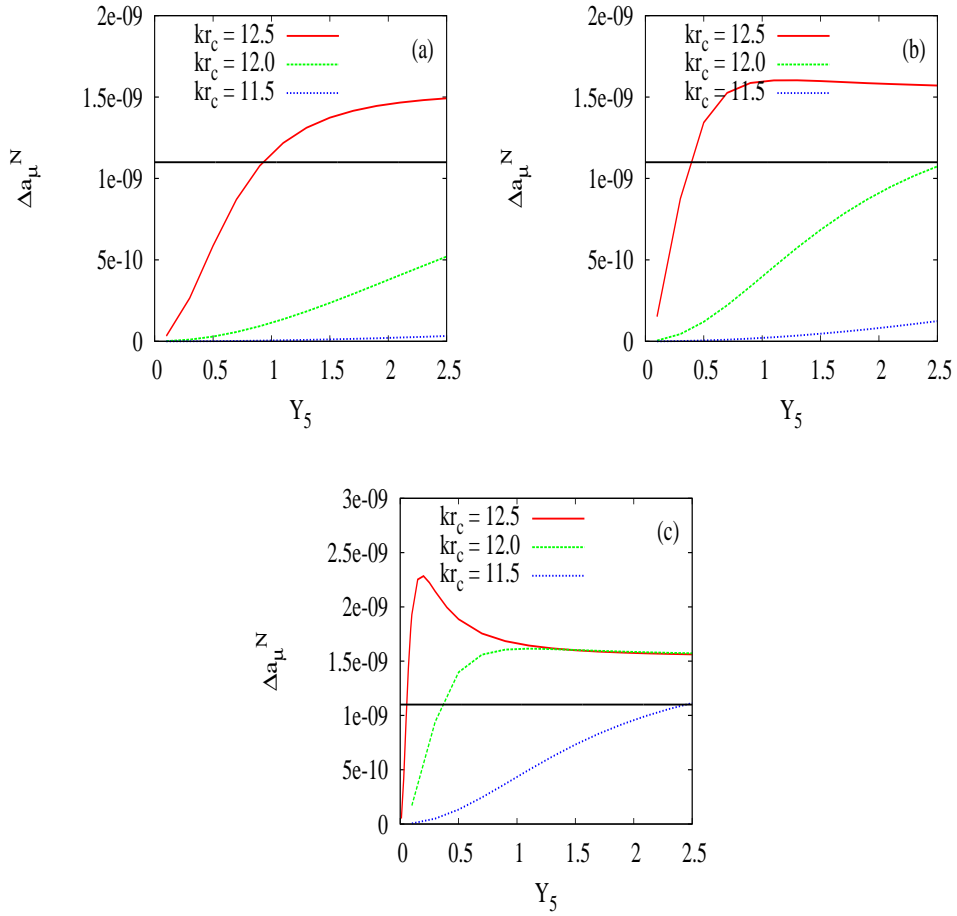 2e-09
kr_c = 12.5
(a)
kr_c = 12.0
1.5e-09
kr_c = 11.5
Δa_μ^N
1e-09
5e-10
0
0 0.5 1 1.5 2 2.5
Y_5
2e-09
kr_c = 12.5
(b)
kr_c = 12.0
1.5e-09
kr_c = 11.5
Δa_μ^N
1e-09
5e-10
0
0 0.5 1 1.5 2 2.5
Y_5
3e-09
kr_c = 12.5
(c)
kr_c = 12.0
2.5e-09
kr_c = 11.5
2e-09
Δa_μ^N
1.5e-09
1e-09
5e-10
0
0 0.5 1 1.5 2 2.5
Y_5